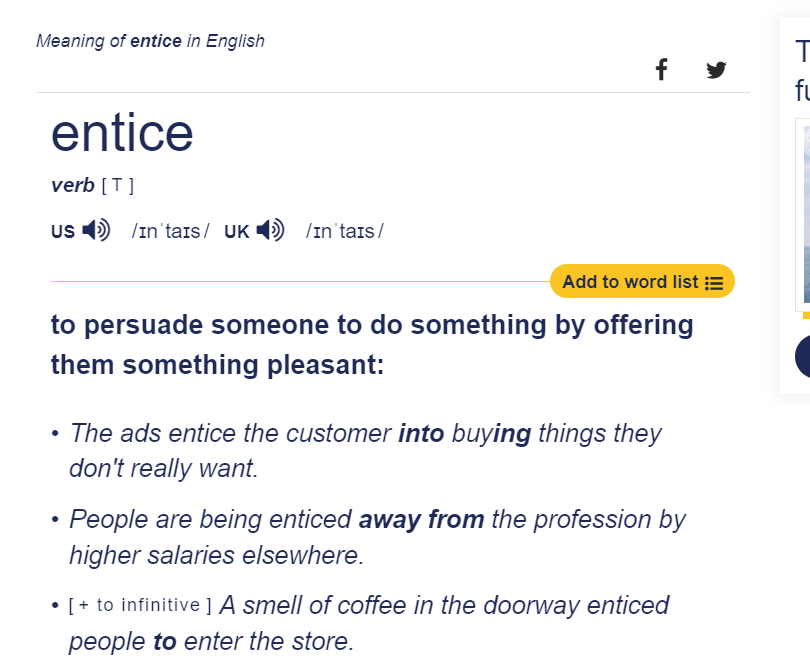 Meaning of entice in English
entice
verb [ T ]
US /ɪnˈtaɪs/ UK /ɪnˈtaɪs/
Add to word list
to persuade someone to do something by offering
them something pleasant:
• The ads entice the customer into buying things they
don't really want.
• People are being enticed away from the profession by
higher salaries elsewhere.
• [ + to infinitive ] A smell of coffee in the doorway enticed
people to enter the store.